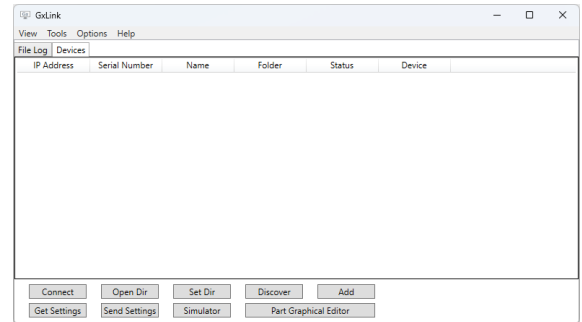 GxLink
View Tools Options Help
File Log Devices
IP Address Serial Number Name Folder Status Device
Connect Open Dir Set Dir Discover Add
Get Settings Send Settings Simulator Part Graphical Editor